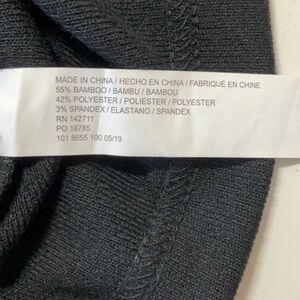 MADE IN CHINA / HECHO EN CHINA / FABRIQUÉ EN CHINE
55% BAMBOO / BAMBU / BAMBOU
42% POLYESTER / POLIESTER / POLYESTER
3% SPANDEX / ELASTANO / SPANDEX
RN 142711
PO 18785
101 8655 100 05/19